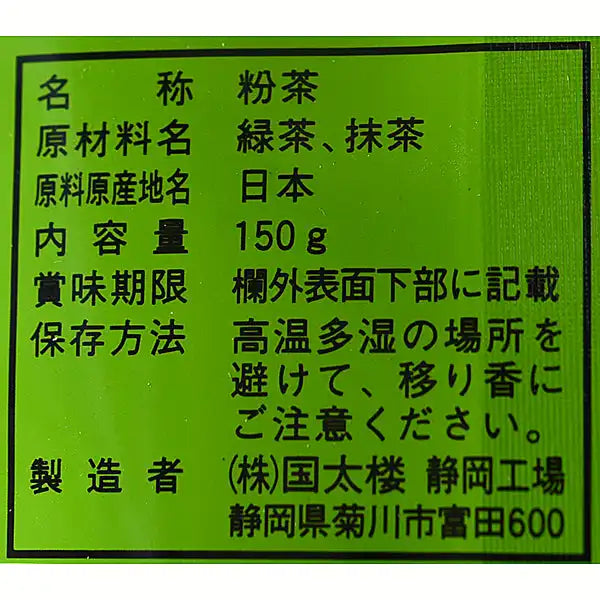 名称 粉茶
原材料名 緑茶、抹茶
原料原産地名 日本
内容量 150g
賞味期限 欄外表面下部に記載
保存方法 高温多湿の場所を
避けて、移り香に
ご注意ください。
製造者 (株)国太楼 静岡工場
静岡県菊川市富田600